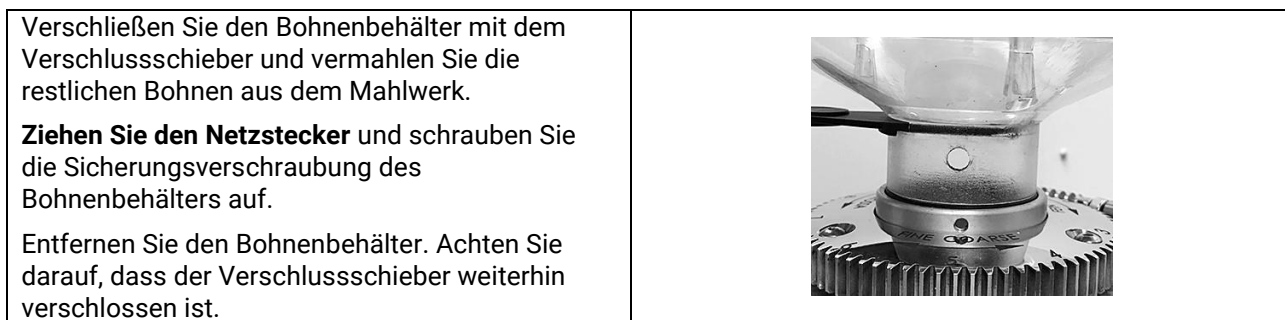 Verschließen Sie den Bohnenbehälter mit dem
Verschlussschieber und vermahlen Sie die
restlichen Bohnen aus dem Mahlwerk.
Ziehen Sie den Netzstecker und schrauben Sie
die Sicherungsverschraubung des
Bohnenbehälters auf.
Entfernen Sie den Bohnenbehälter. Achten Sie
darauf, dass der Verschlussschieber weiterhin
verschlossen ist.
FINE COARSE
5 4